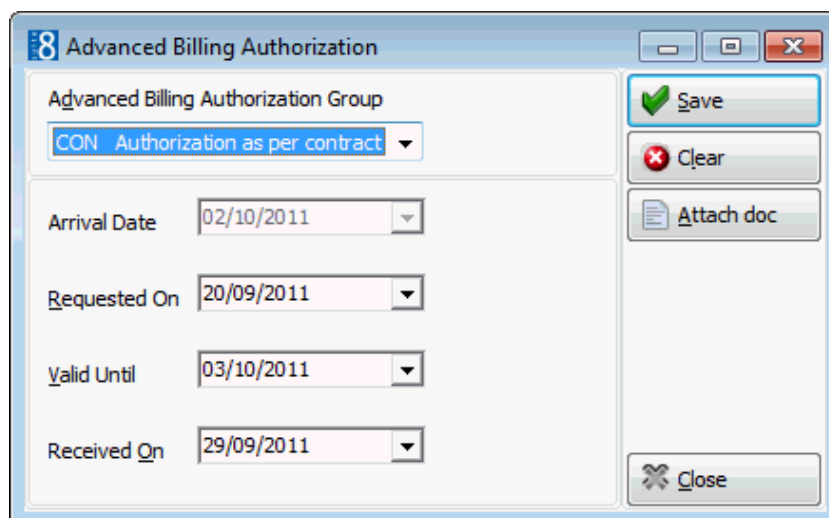 8 Advanced Billing Authorization
Advanced Billing Authorization Group
CON Authorization as per contract
Arrival Date 02/10/2011
Requested On 20/09/2011
Valid Until 03/10/2011
Received On 29/09/2011
Save
Clear
Attach doc
Close